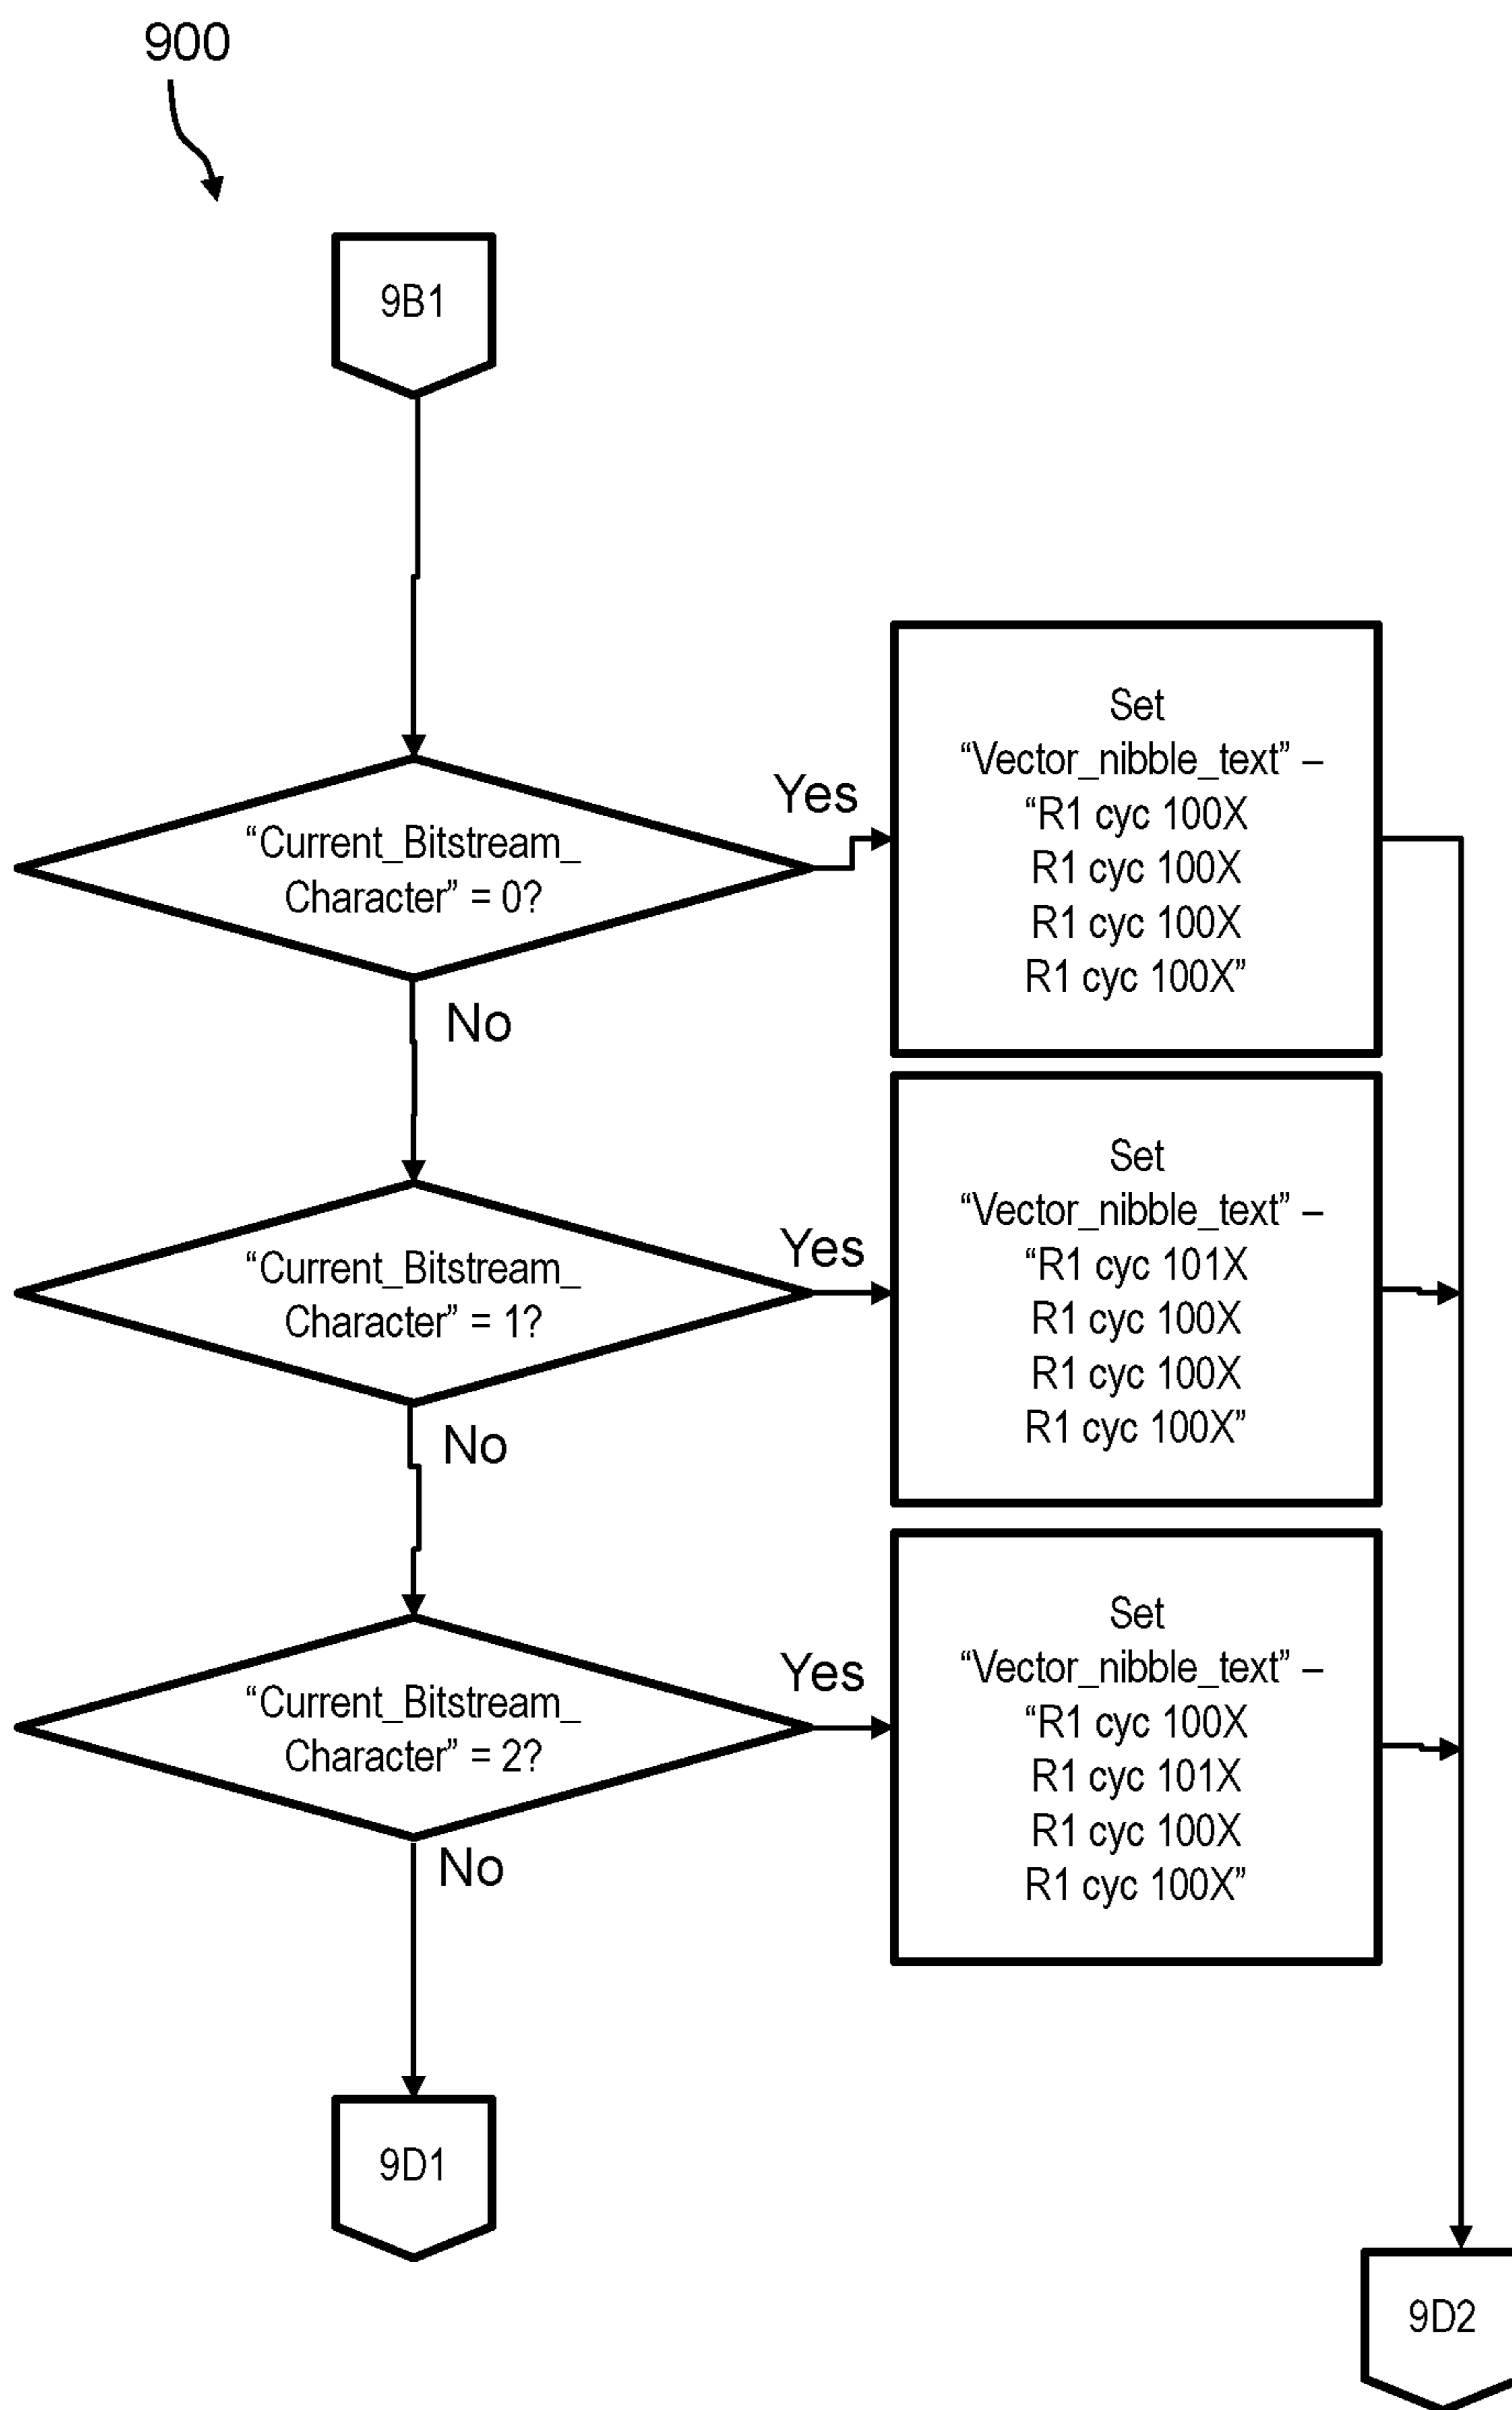 900
9B1
“Current_Bitstream_
Character” = 0?
Yes
Set
“Vector_nibble_text” –
“R1 cyc 100X
R1 cyc 100X
R1 cyc 100X
R1 cyc 100X”
No
“Current_Bitstream_
Character” = 1?
Yes
Set
“Vector_nibble_text” –
“R1 cyc 101X
R1 cyc 100X
R1 cyc 100X
R1 cyc 100X”
No
“Current_Bitstream_
Character” = 2?
Yes
Set
“Vector_nibble_text” –
“R1 cyc 100X
R1 cyc 101X
R1 cyc 100X
R1 cyc 100X”
No
9D1
9D2